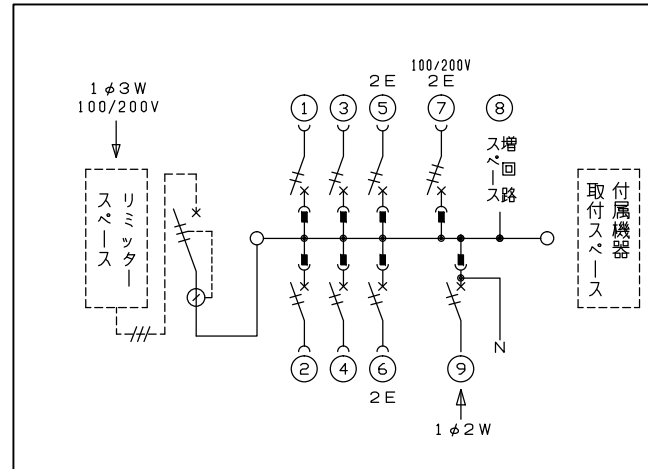 1φ3W
100/200V
リミッター
スペース
①
③
2E
⑤
100/200V
2E
⑦
⑧
増回路
スペース
付属機器
取付スペース
②
④
⑥
2E
⑨
N
1φ2W